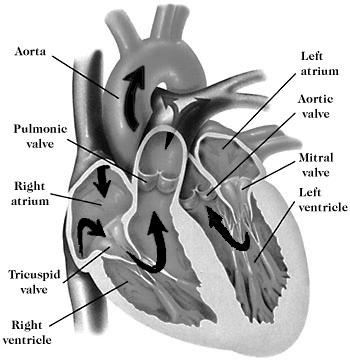 Aorta
Left
atrium
Aortic
valve
Pulmonic
valve
Mitral
valve
Right
atrium
Left
ventricle
Tricuspid
valve
Right
ventricle